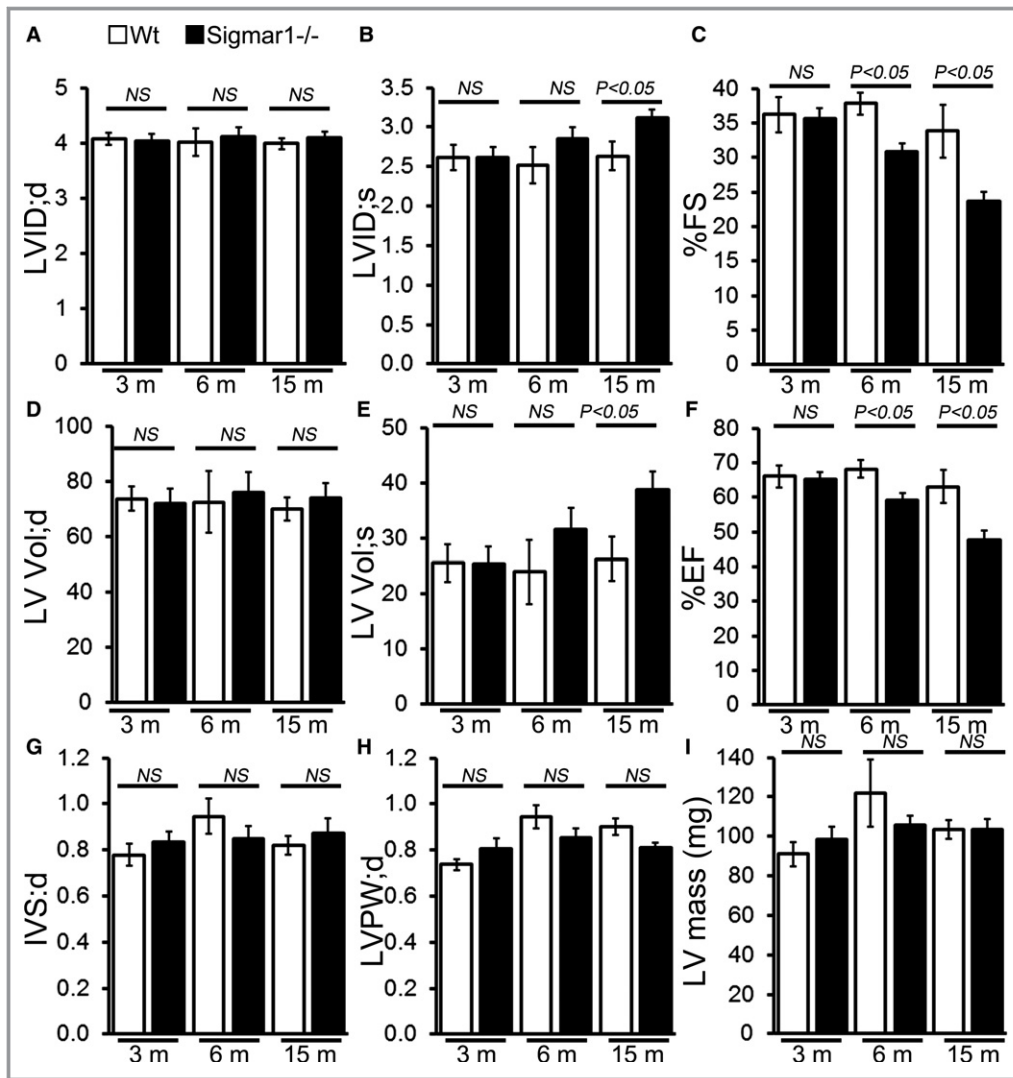 A
Wt
Sigmar1-/-
NS
NS
NS
5
4
3
2
1
0
LVID;d
3 m
6 m
15 m
B
NS
NS
P<0.05
3.5
3.0
2.5
2.0
1.5
1.0
0.5
0.0
LVID;s
3 m
6 m
15 m
C
NS
P<0.05
P<0.05
40
35
30
25
20
15
10
5
0
%FS
3 m
6 m
15 m
D
NS
NS
NS
100
80
60
40
20
0
LV Vol;d
3 m
6 m
15 m
E
NS
NS
P<0.05
50
40
30
20
10
0
LV Vol;s
3 m
6 m
15 m
F
NS
P<0.05
P<0.05
80
70
60
50
40
30
20
10
0
%EF
3 m
6 m
15 m
G
NS
NS
NS
1.2
1.0
0.8
0.6
0.4
0.2
0.0
IVS:d
3 m
6 m
15 m
H
NS
NS
NS
1.2
1.0
0.8
0.6
0.4
0.2
0.0
LVPW;d
3 m
6 m
15 m
I
NS
NS
NS
140
120
100
80
60
40
20
0
LV mass (mg)
3 m
6 m
15 m